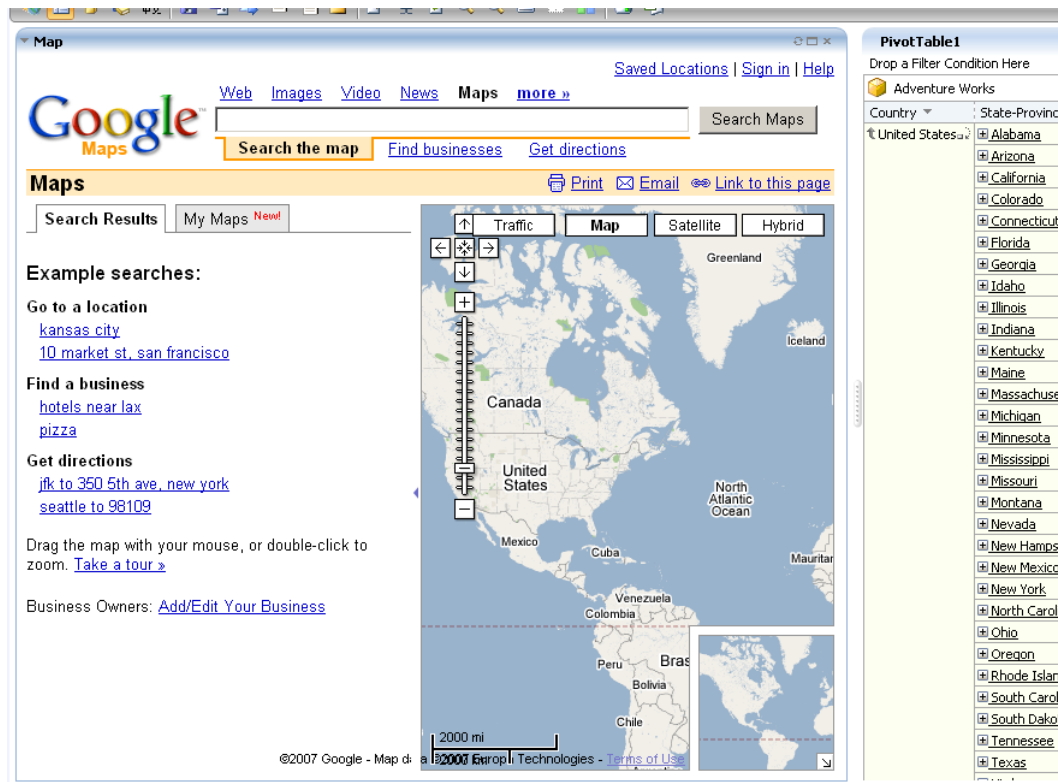 Map
Saved Locations | Sign in | Help
Web Images Video News Maps more »
Google™
Maps
Search Maps
Search the map Find businesses Get directions
Maps
Print Email Link to this page
Search Results My Maps New!
Example searches:
Go to a location
kansas city
10 market st, san francisco
Find a business
hotels near lax
pizza
Get directions
jfk to 350 5th ave, new york
seattle to 98109
Drag the map with your mouse, or double-click to
zoom. Take a tour »
Business Owners: Add/Edit Your Business
Traffic Map Satellite Hybrid
Greenland
Iceland
Canada
United
States
North
Atlantic
Ocean
Mexico
Cuba
Mauritan
Venezuela
Colombia
Peru
Bras
Bolivia
Chile
2000 mi
2000 km
©2007 Google - Map da
Technologies - Terms of Use
PivotTable1
Drop a Filter Condition Here
Adventure Works
Country State-Provinc
United States
Alabama
Arizona
California
Colorado
Connecticut
Florida
Georgia
Idaho
Illinois
Indiana
Kentucky
Maine
Massachuse
Michigan
Minnesota
Mississippi
Missouri
Montana
Nevada
New Hamps
New Mexico
New York
North Carol
Ohio
Oregon
Rhode Islan
South Carol
South Dako
Tennessee
Texas